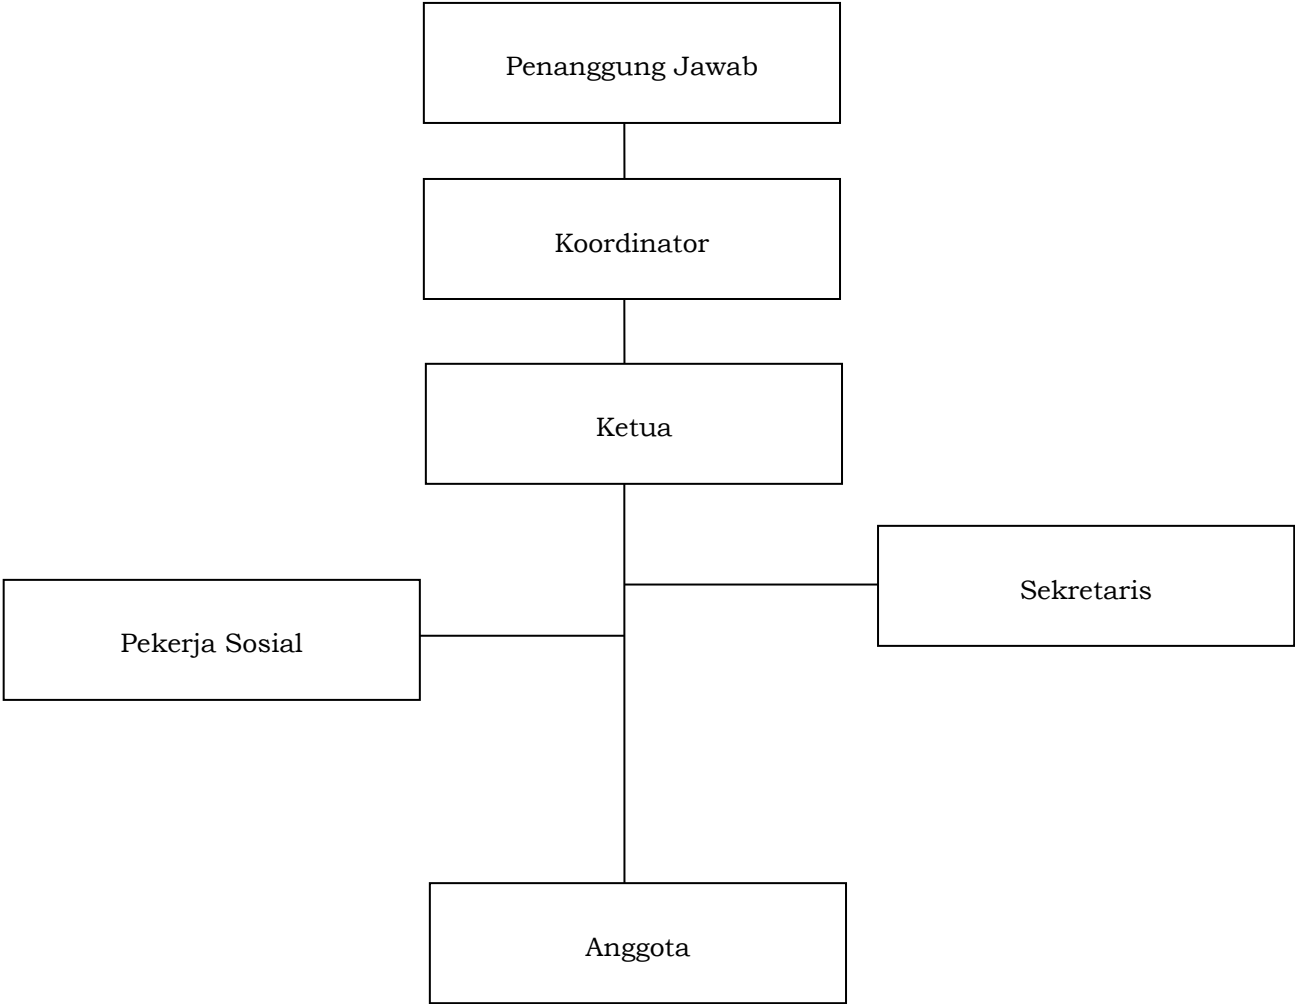 Penanggung Jawab
Koordinator
Ketua
Sekretaris
Pekerja Sosial
Anggota